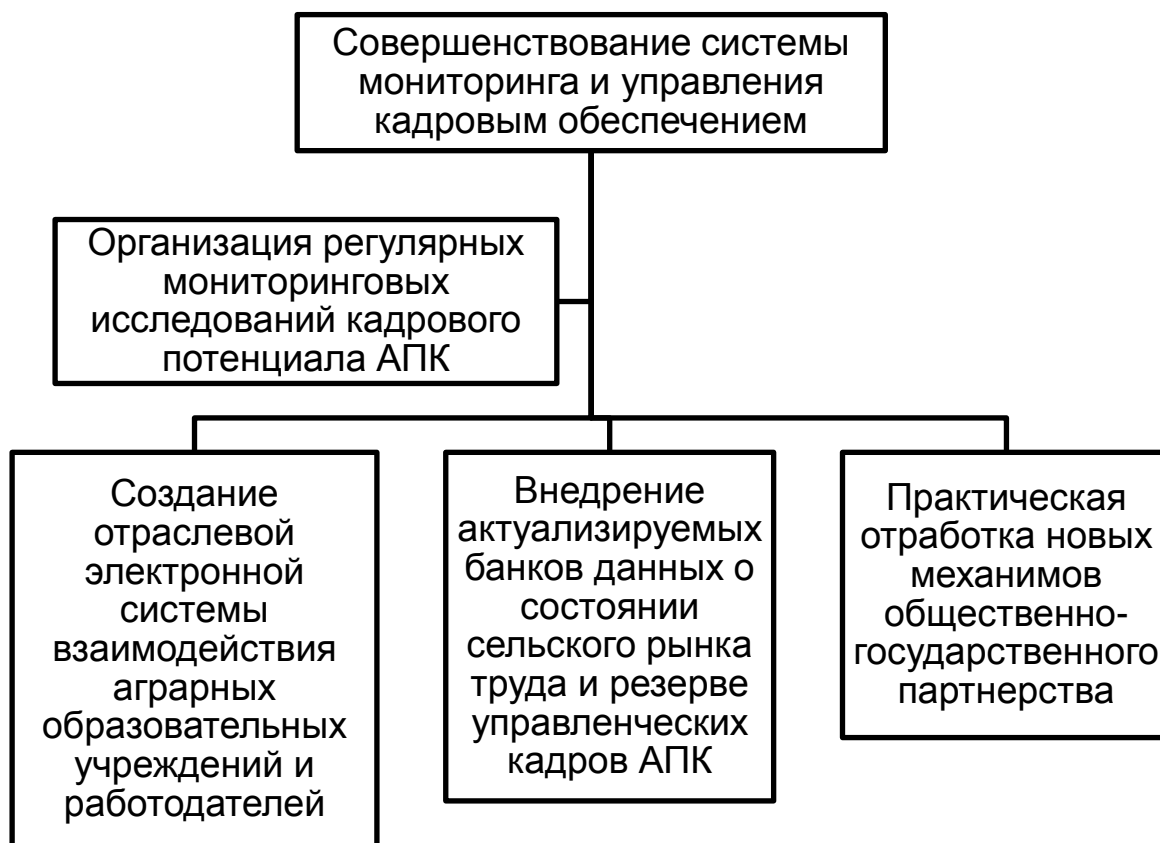 Совершенствование системы
мониторинга и управления
кадровым обеспечением
Организация регулярных
мониторинговых
исследований кадрового
потенциала АПК
Создание
отраслевой
электронной
системы
взаимодействия
аграрных
образовательных
учреждений и
работодателей
Внедрение
актуализируемых
банков данных о
состоянии
сельского рынка
труда и резерве
управленческих
кадров АПК
Практическая
отработка новых
механимов
общественно-
государственного
партнерства